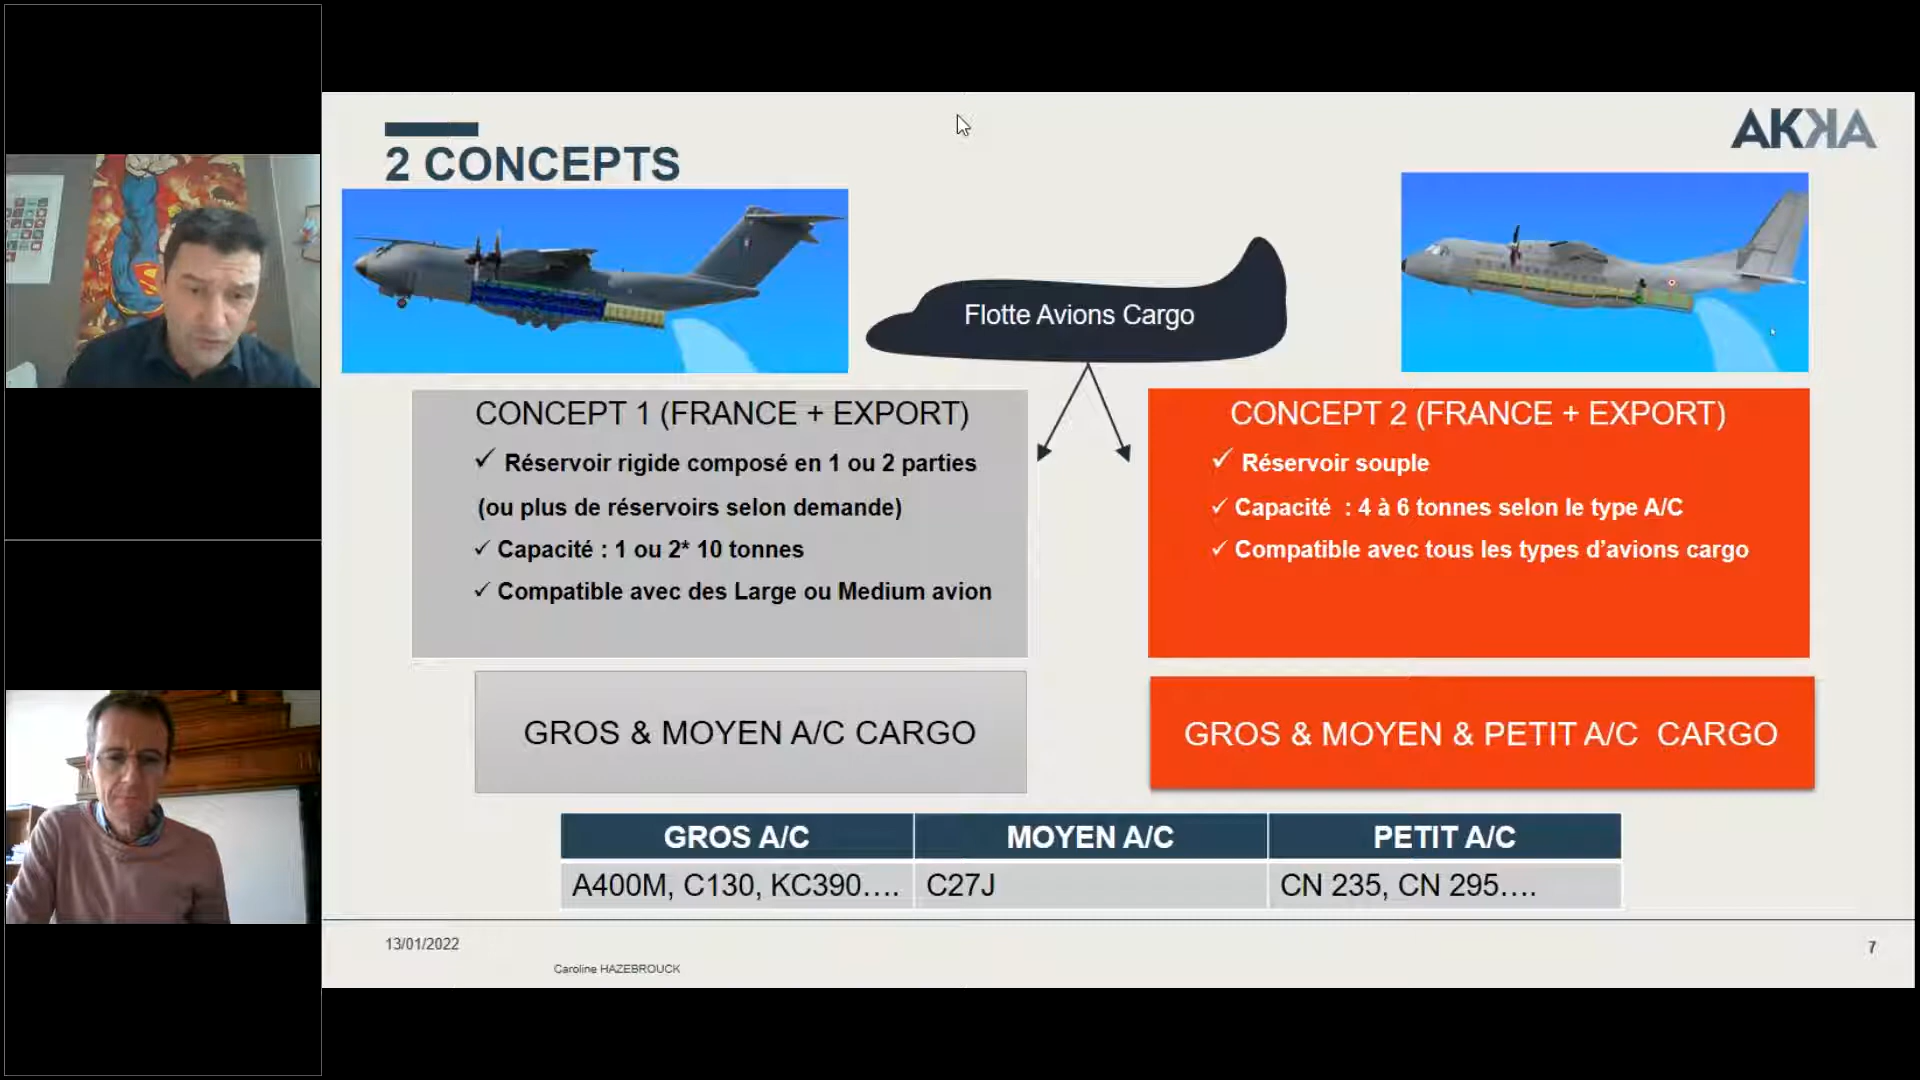 2 CONCEPTS
AKKA
Flotte Avions Cargo
CONCEPT 1 (FRANCE + EXPORT)
✓ Réservoir rigide composé en 1 ou 2 parties
(ou plus de réservoirs selon demande)
✓ Capacité : 1 ou 2* 10 tonnes
✓ Compatible avec des Large ou Medium avion
CONCEPT 2 (FRANCE + EXPORT)
✓ Réservoir souple
✓ Capacité  : 4 à 6 tonnes selon le type A/C
✓ Compatible avec tous les types d’avions cargo
GROS & MOYEN A/C CARGO
GROS & MOYEN & PETIT A/C  CARGO
GROS A/C MOYEN A/C PETIT A/C
A400M, C130, KC390…. C27J CN 235, CN 295….
13/01/2022
7
Caroline HAZEBROUCK